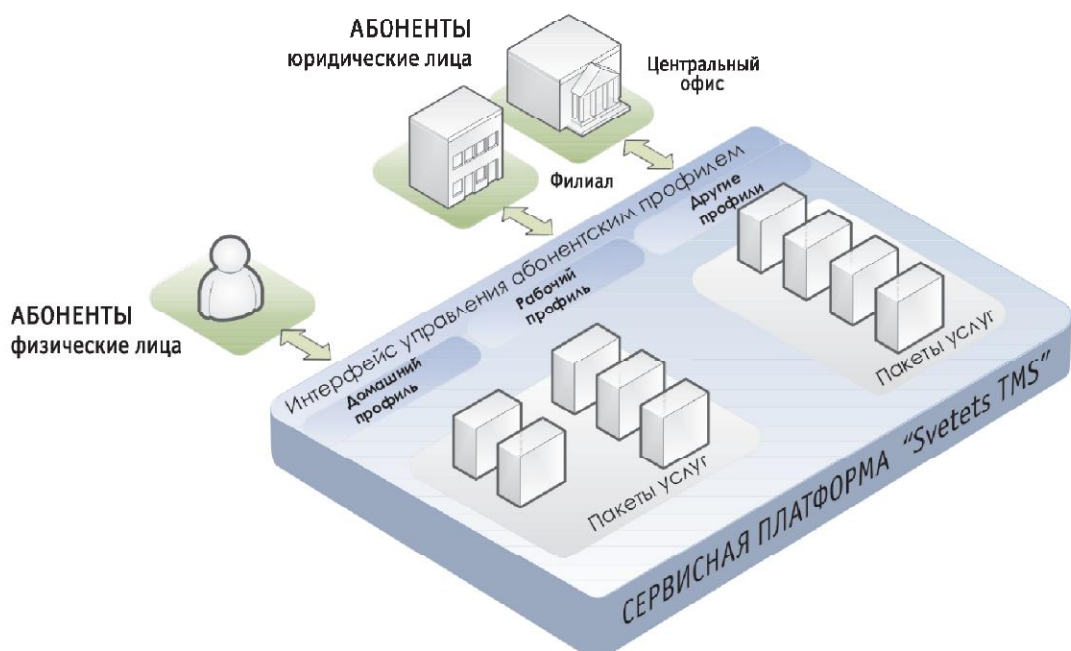 АБОНЕНТЫ
юридические лица
Центральный
офис
Филиал
АБОНЕНТЫ
физические лица
Интерфейс управления абонентским профилем
Домашний
профиль
Рабочий
профиль
Другие
профили
Пакеты услуг
Пакеты услуг
СЕРВИСНАЯ ПЛАТФОРМА “Svetets TMS”